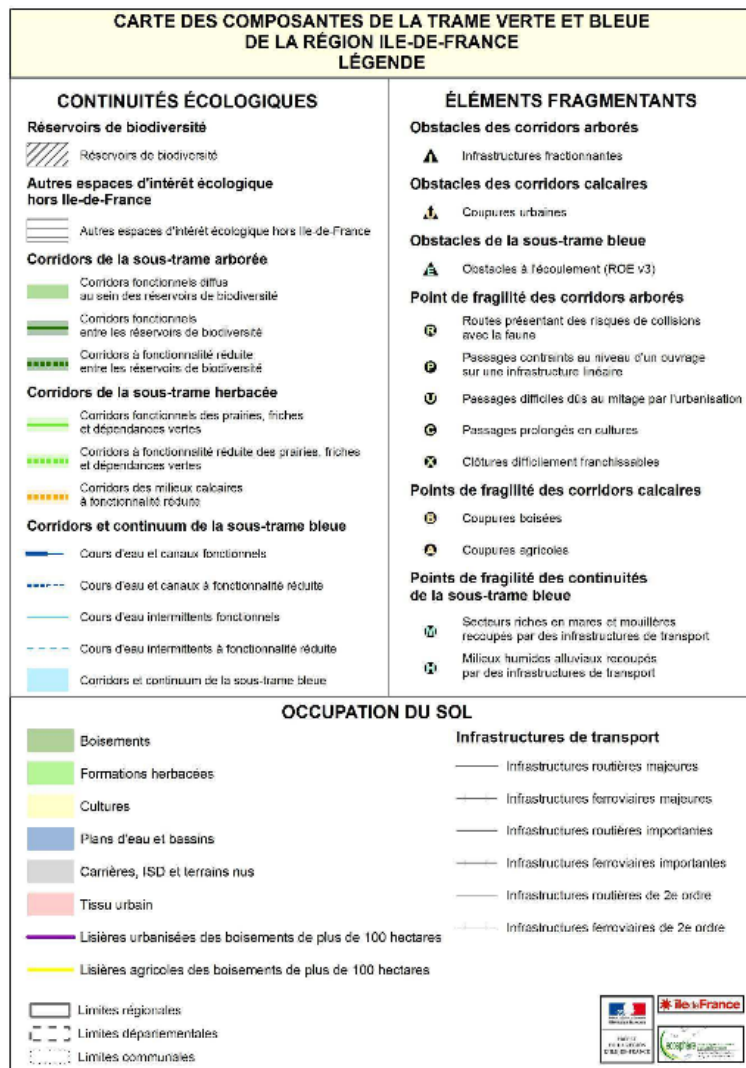 CARTE DES COMPOSANTES DE LA TRAME VERTE ET BLEUE
DE LA RÉGION ILE-DE-FRANCE
LÉGENDE
CONTINUITÉS ÉCOLOGIQUES
Réservoirs de biodiversité
Réservoirs de biodiversité
Autres espaces d'intérêt écologique
hors Ile-de-France
Autres espaces d'intérêt écologique hors Ile-de-France
Corridors de la sous-trame arborée
Corridors fonctionnels diffus
au sein des réservoirs de biodiversité
Corridors fonctionnels
entre les réservoirs de biodiversité
Corridors à fonctionnalité réduite
entre les réservoirs de biodiversité
Corridors de la sous-trame herbacée
Corridors fonctionnels des prairies, friches
et dépendances vertes
Corridors à fonctionnalité réduite des prairies, friches
et dépendances vertes
Corridors des milieux calcaires
à fonctionnalité réduite
Corridors et continuum de la sous-trame bleue
Cours d'eau et canaux fonctionnels
Cours d'eau et canaux à fonctionnalité réduite
Cours d'eau intermittents fonctionnels
Cours d'eau intermittents à fonctionnalité réduite
Corridors et continuum de la sous-trame bleue
ÉLÉMENTS FRAGMENTANTS
Obstacles des corridors arborés
Infrastructures fractionnantes
Obstacles des corridors calcaires
Coupures urbaines
Obstacles de la sous-trame bleue
Obstacles à l'écoulement (ROE v3)
Point de fragilité des corridors arborés
R Routes présentant des risques de collisions
avec la faune
P Passages contraints au niveau d'un ouvrage
sur une infrastructure linéaire
U Passages difficiles dûs au mitage par l'urbanisation
C Passages prolongés en cultures
X Clôtures difficilement franchissables
Points de fragilité des corridors calcaires
B Coupures boisées
A Coupures agricoles
Points de fragilité des continuités
de la sous-trame bleue
M Secteurs riches en mares et mouillères
recoupés par des infrastructures de transport
H Milieux humides alluviaux recoupés
par des infrastructures de transport
OCCUPATION DU SOL
Boisements
Formations herbacées
Cultures
Plans d'eau et bassins
Carrières, ISD et terrains nus
Tissu urbain
Lisières urbanisées des boisements de plus de 100 hectares
Lisières agricoles des boisements de plus de 100 hectares
Limites régionales
Limites départementales
Limites communales
Infrastructures de transport
Infrastructures routières majeures
Infrastructures ferroviaires majeures
Infrastructures routières importantes
Infrastructures ferroviaires importantes
Infrastructures routières de 2e ordre
Infrastructures ferroviaires de 2e ordre
île de France
ecosphère